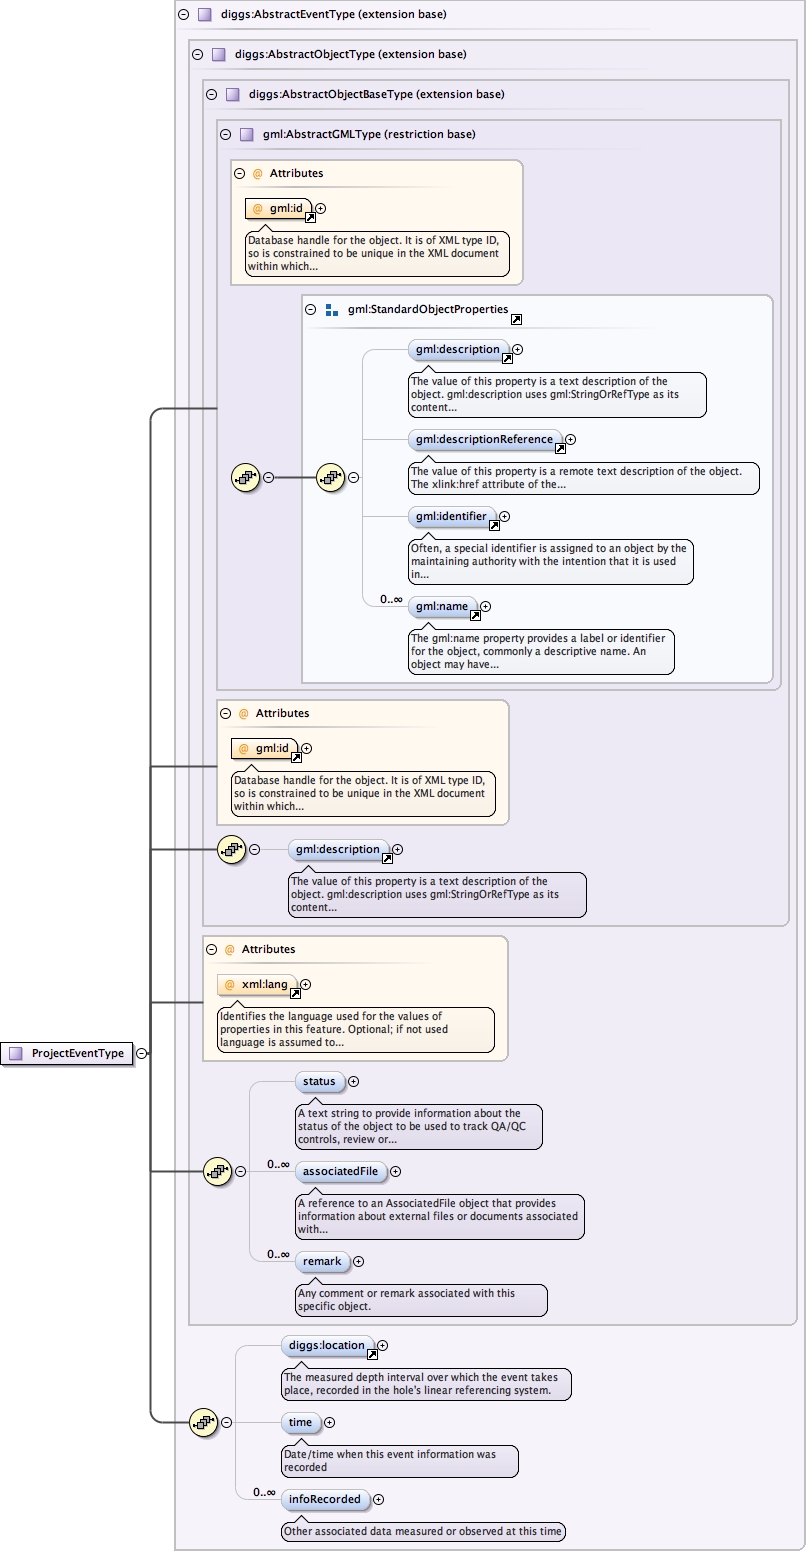 diggs:AbstractEventType (extension base)
diggs:AbstractObjectType (extension base)
diggs:AbstractObjectBaseType (extension base)
gml:AbstractGMLType (restriction base)
@ Attributes
@ gml:id
Database handle for the object. It is of XML type ID,
so is constrained to be unique in the XML document
within which...
gml:StandardObjectProperties
gml:description
The value of this property is a text description of the
object. gml:description uses gml:StringOrRefType as its
content...
gml:descriptionReference
The value of this property is a remote text description of the object.
The xlink:href attribute of the...
gml:identifier
Often, a special identifier is assigned to an object by the
maintaining authority with the intention that it is used
in...
0..∞
gml:name
The gml:name property provides a label or identifier
for the object, commonly a descriptive name. An
object may have...
@ Attributes
@ gml:id
Database handle for the object. It is of XML type ID,
so is constrained to be unique in the XML document
within which...
gml:description
The value of this property is a text description of the
object. gml:description uses gml:StringOrRefType as its
content...
@ Attributes
@ xml:lang
Identifies the language used for the values of
properties in this feature. Optional; if not used
language is assumed to...
ProjectEventType
status
A text string to provide information about the
status of the object to be used to track QA/QC
controls, review or...
0..∞
associatedFile
A reference to an AssociatedFile object that provides
information about external files or documents associated
with...
0..∞
remark
Any comment or remark associated with this
specific object.
diggs:location
The measured depth interval over which the event takes
place, recorded in the hole's linear referencing system.
time
Date/time when this event information was
recorded
0..∞
infoRecorded
Other associated data measured or observed at this time